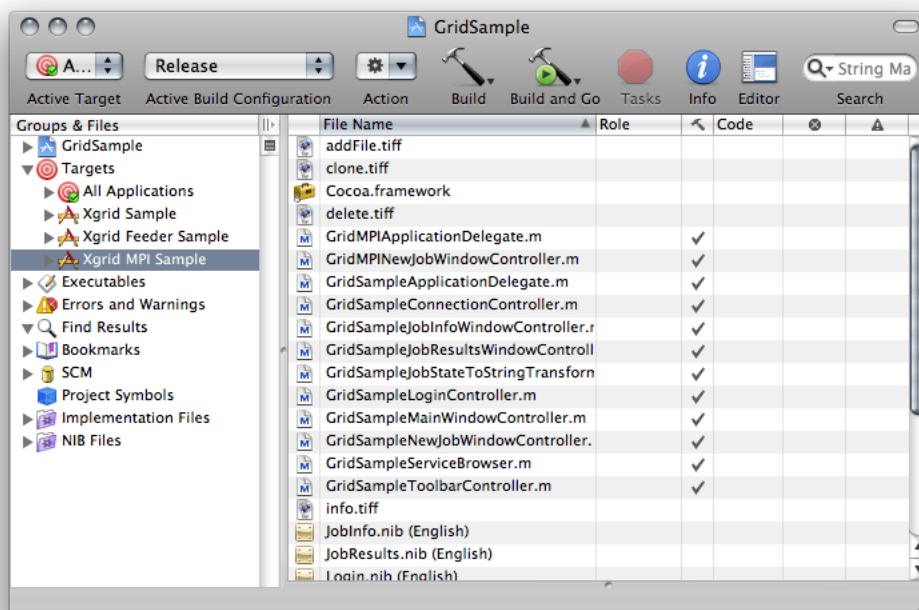 GridSample
A...
Release
String Ma
Active Target
Active Build Configuration
Action
Build
Build and Go
Tasks
Info
Editor
Search
Groups & Files
File Name
Role
Code
GridSample
Targets
All Applications
Xgrid Sample
Xgrid Feeder Sample
Xgrid MPI Sample
Executables
Errors and Warnings
Find Results
Bookmarks
SCM
Project Symbols
Implementation Files
NIB Files
addFile.tiff
clone.tiff
Cocoa.framework
delete.tiff
GridMPIApplicationDelegate.m
GridMPINewJobWindowController.m
GridSampleApplicationDelegate.m
GridSampleConnectionController.m
GridSampleJobInfoWindowController.r
GridSampleJobResultsWindowControll
GridSampleJobStateToStringTransforn
GridSampleLoginController.m
GridSampleMainWindowController.m
GridSampleNewJobWindowController.
GridSampleServiceBrowser.m
GridSampleToolbarController.m
info.tiff
JobInfo.nib (English)
JobResults.nib (English)
Login.nib (English)